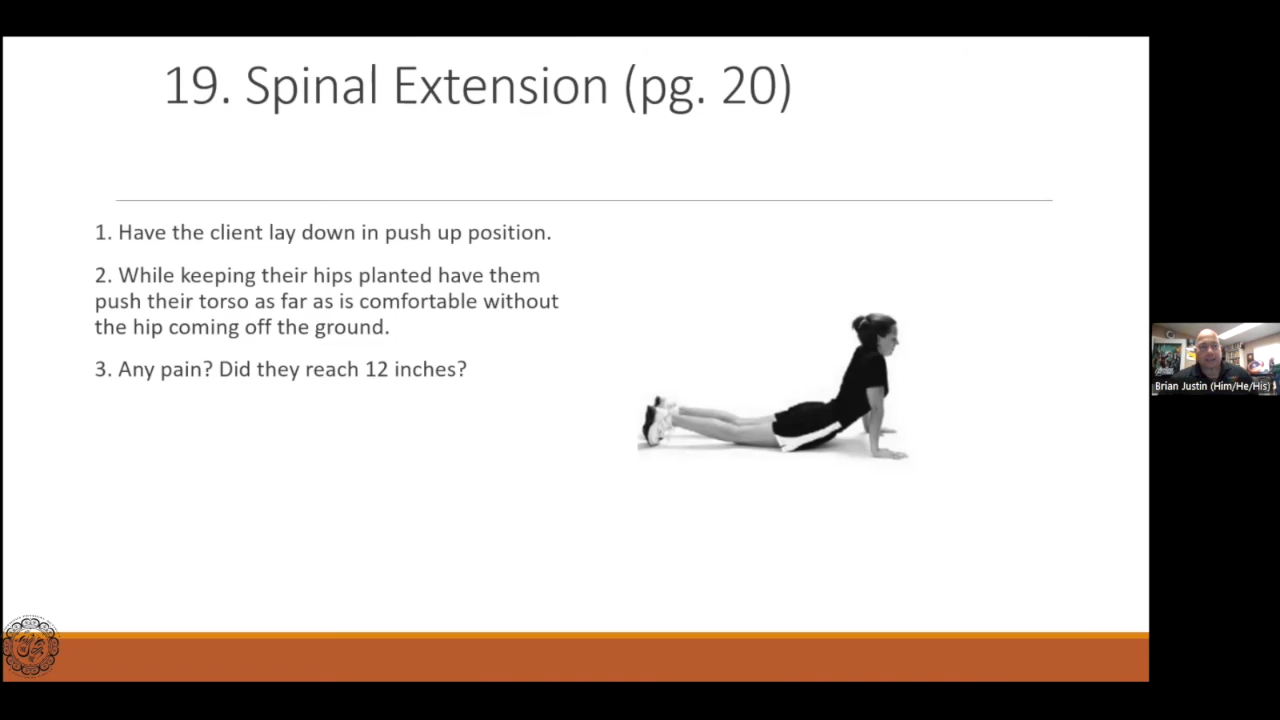 19. Spinal Extension (pg. 20)
1. Have the client lay down in push up position.
2. While keeping their hips planted have them
push their torso as far as is comfortable without
the hip coming off the ground.
3. Any pain? Did they reach 12 inches?
Brian Justin (Him/He/His)